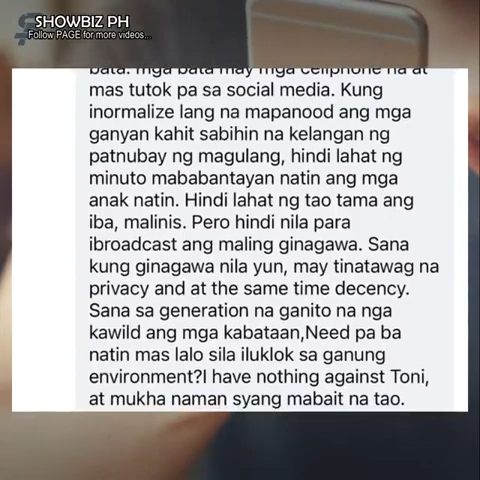 SHOWBIZ PH
Follow PAGE for more videos...
bata. mga bata may mga cellphone na at
mas tutok pa sa social media. Kung
inormalize lang na mapanood ang mga
ganyan kahit sabihin na kelangan ng
patnubay ng magulang, hindi lahat ng
minuto mababantayan natin ang mga
anak natin. Hindi lahat ng tao tama ang
iba, malinis. Pero hindi nila para
ibroadcast ang maling ginagawa. Sana
kung ginagawa nila yun, may tinatawag na
privacy and at the same time decency.
Sana sa generation na ganito na nga
kawild ang mga kabataan,Need pa ba
natin mas lalo sila iluklok sa ganung
environment?I have nothing against Toni,
at mukha naman syang mabait na tao.